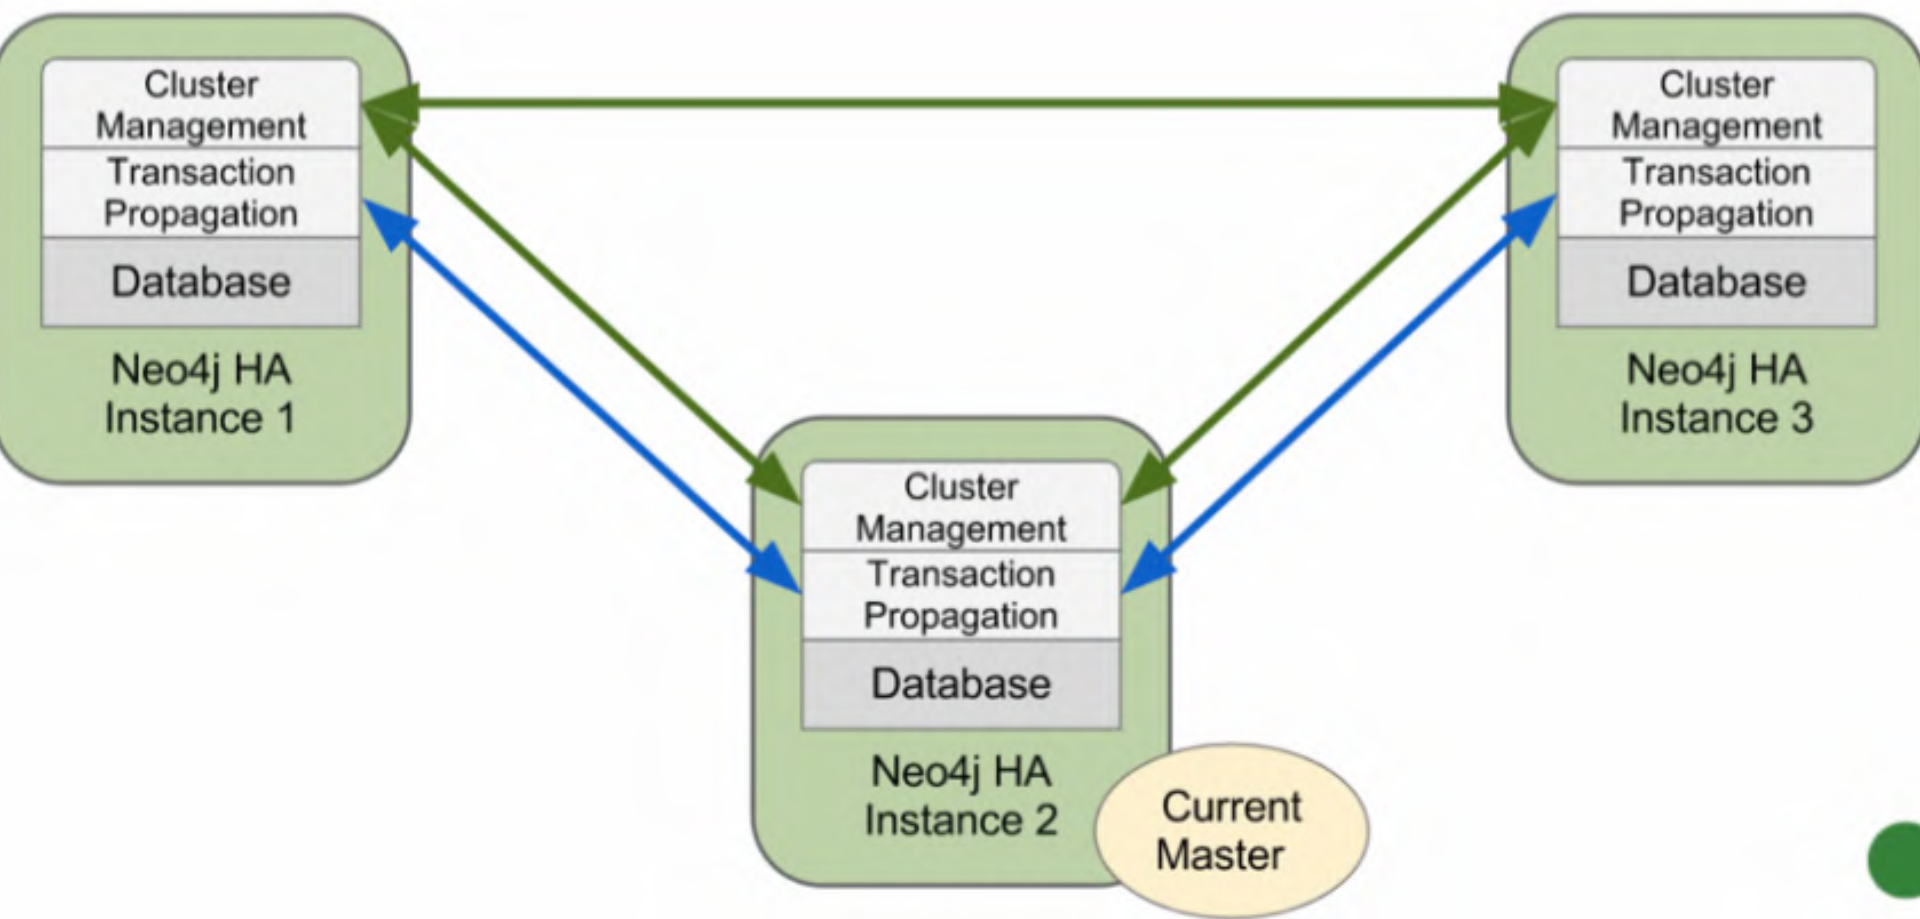 Cluster
Management
Transaction
Propagation
Database
Neo4j HA
Instance 1
Cluster
Management
Transaction
Propagation
Database
Neo4j HA
Instance 3
Cluster
Management
Transaction
Propagation
Database
Neo4j HA
Instance 2
Current
Master